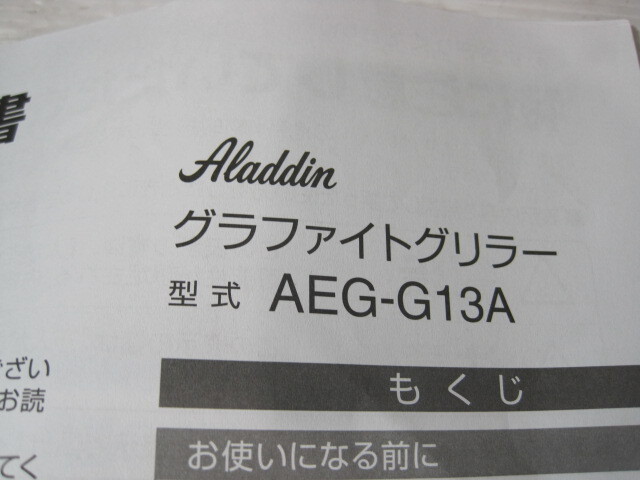 書
Aladdin
グラファイトグリラー
型式 AEG-G13A
もくじ
お使いになる前に
ざい
お読
てく